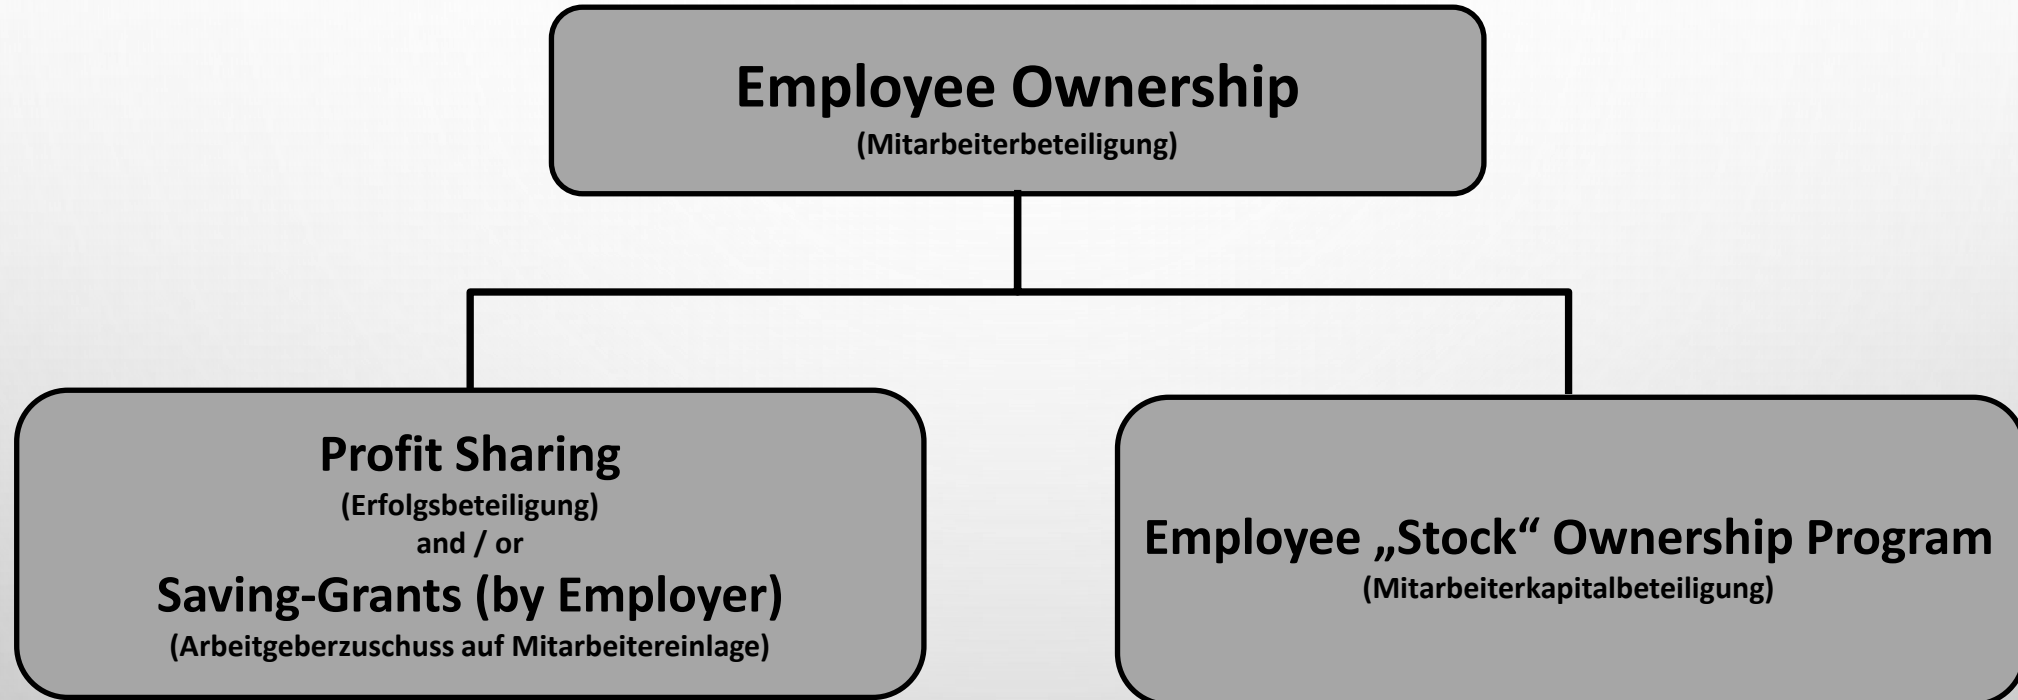 Employee Ownership
(Mitarbeiterbeteiligung)
Profit Sharing
(Erfolgsbeteiligung)
and / or
Saving-Grants (by Employer)
(Arbeitgeberzuschuss auf Mitarbeitereinlage)
Employee „Stock“ Ownership Program
(Mitarbeiterkapitalbeteiligung)